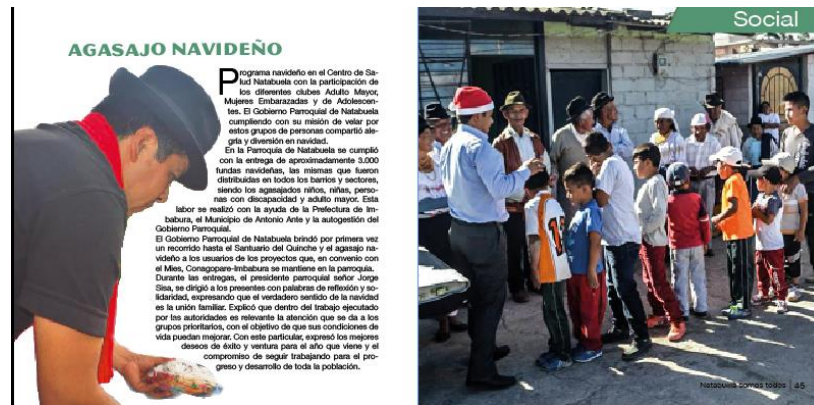 AGASAJO NAVIDEÑO
Programa navideño en el Centro de Sa-
lud Natabuela con la participación de
los diferentes clubes Adulto Mayor,
Mujeres Embarazadas y de Adolescen-
tes. El Gobierno Parroquial de Natabuela
cumpliendo con su misión de velar por
estos grupos de personas compartió ale-
gría y diversión en navidad.
En la Parroquia de Natabuela se cumplió
con la entrega de aproximadamente 3.000
fundas navideñas, las mismas que fueron
distribuidas en todos los barrios y sectores,
siendo los agasajados niños, niñas, perso-
nas con discapacidad y adulto mayor. Esta
labor se realizó con la ayuda de la Prefectura de Im-
babura, el Municipio de Antonio Ante y la autogestión del
Gobierno Parroquial.
El Gobierno Parroquial de Natabuela brindó por primera vez
un recorrido hasta el Santuario del Quinche y el agasajo na-
videño a los usuarios de los proyectos que, en convenio con
el Mies, Conagopare-Imbabura se mantiene en la parroquia.
Durante las entregas, el presidente parroquial señor Jorge
Sisa, se dirigió a los presentes con palabras de reflexión y so-
lidaridad, expresando que el verdadero sentido de la navidad
es la unión familiar. Explicó que dentro del trabajo ejecutado
por las autoridades es relevante la atención que se da a los
grupos prioritarios, con el objetivo de que sus condiciones de
vida puedan mejorar. Con este particular, expresó los mejores
deseos de éxito y ventura para el año que viene y el
compromiso de seguir trabajando para el pro-
greso y desarrollo de toda la población.
Social
Natabuela somos todos | 45